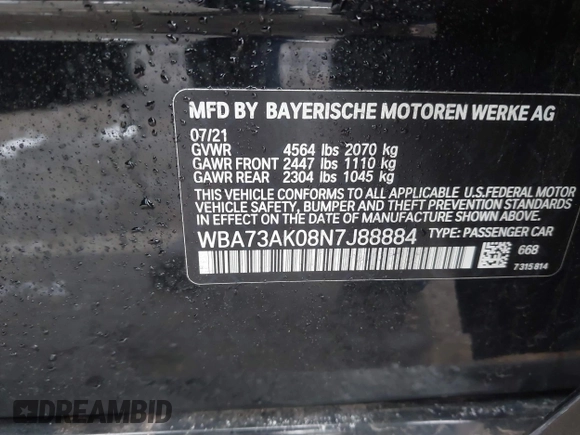 MFD BY BAYERISCHE MOTOREN WERKE AG
07/21
GVWR 4564 lbs 2070 kg
GAWR FRONT 2447 lbs 1110 kg
GAWR REAR 2304 lbs 1045 kg
THIS VEHICLE CONFORMS TO ALL APPLICABLE U.S.FEDERAL MOTOR
VEHICLE SAFETY, BUMPER AND THEFT PREVENTION STANDARDS
IN EFFECT ON THE DATE OF MANUFACTURE SHOWN ABOVE.
WBA73AK08N7J88884 TYPE: PASSENGER CAR
668
7315814
DREAMBID